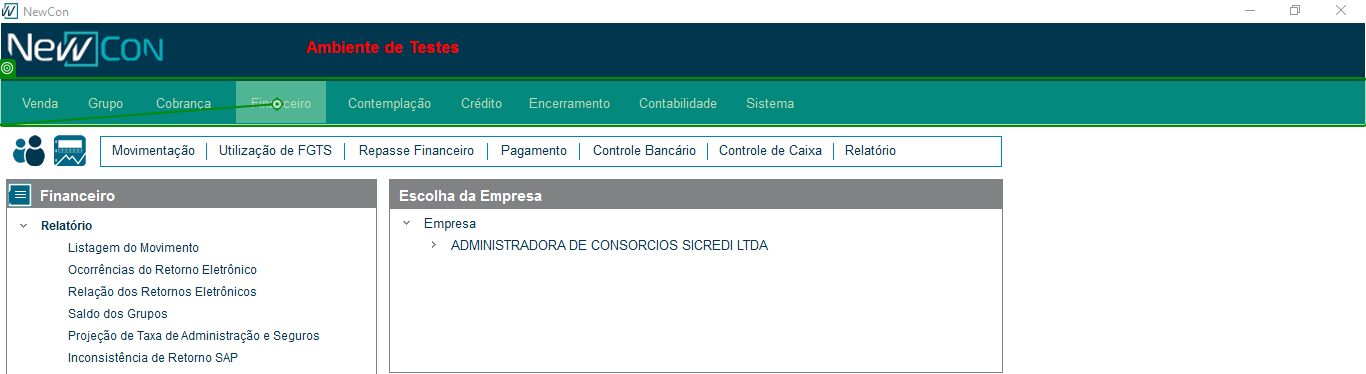 NewCon
NEWCON
Ambiente de Testes
Venda Grupo Cobrança Financeiro Contemplação Crédito Encerramento Contabilidade Sistema
Movimentação Utilização de FGTS Repasse Financeiro Pagamento Controle Bancário Controle de Caixa Relatório
Financeiro
Relatório
Listagem do Movimento
Ocorrências do Retorno Eletrônico
Relação dos Retornos Eletrônicos
Saldo dos Grupos
Projeção de Taxa de Administração e Seguros
Inconsistência de Retorno SAP
Escolha da Empresa
Empresa
ADMINISTRADORA DE CONSORCIOS SICREDI LTDA